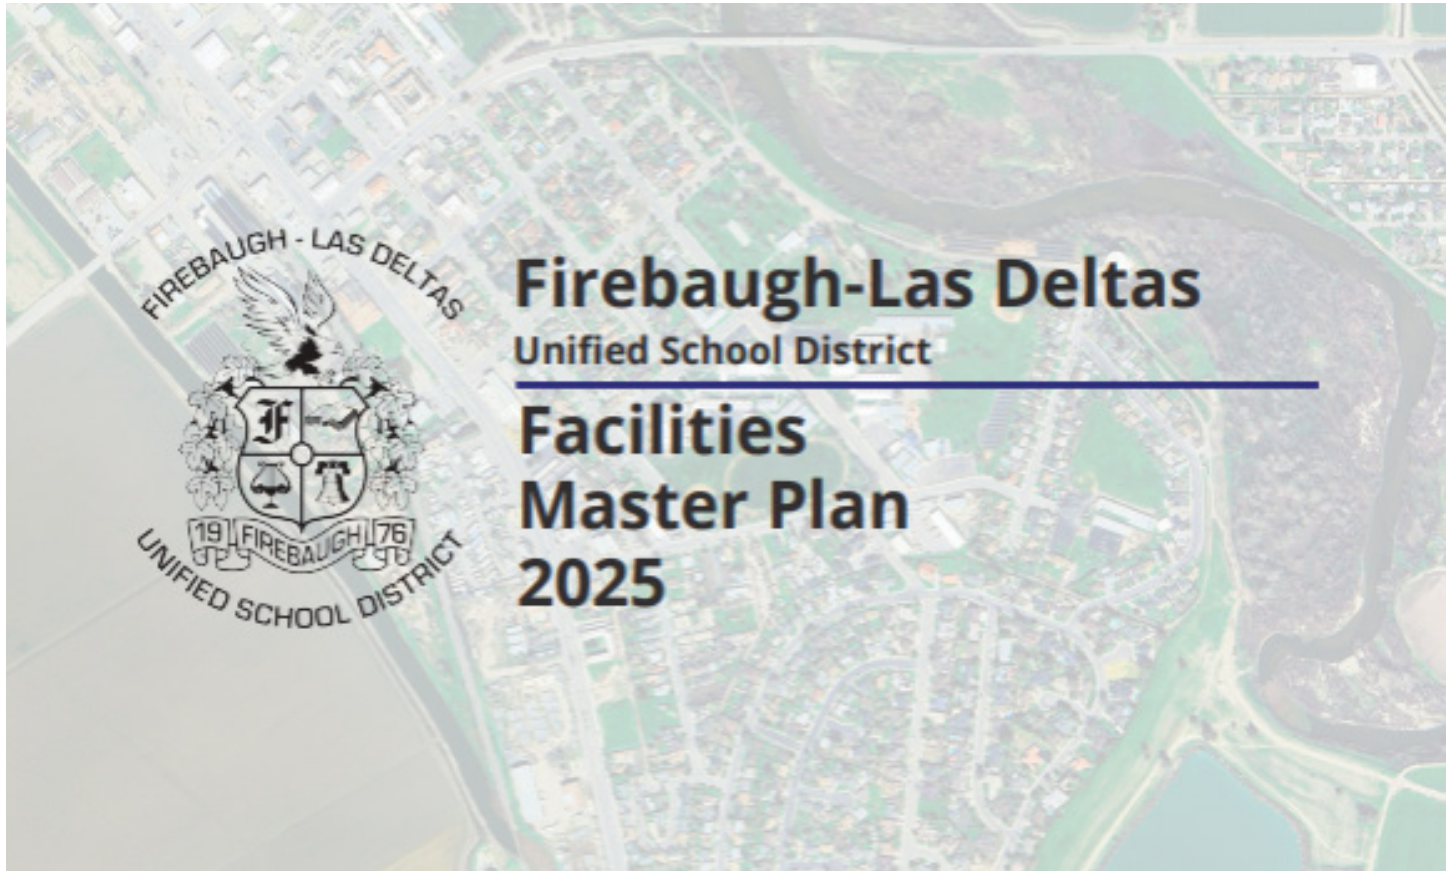 FIREBAUGH - LAS DELTAS
F
19 FIREBAUGH 76
UNIFIED SCHOOL DISTRICT
Firebaugh-Las Deltas
Unified School District
Facilities
Master Plan
2025